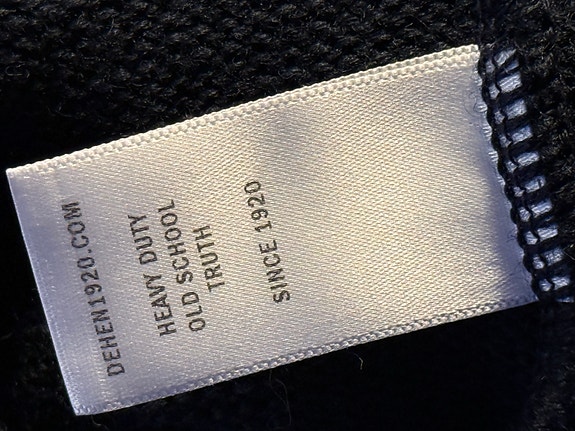 DEHEN1920.COM
HEAVY DUTY
OLD SCHOOL
TRUTH
SINCE 1920